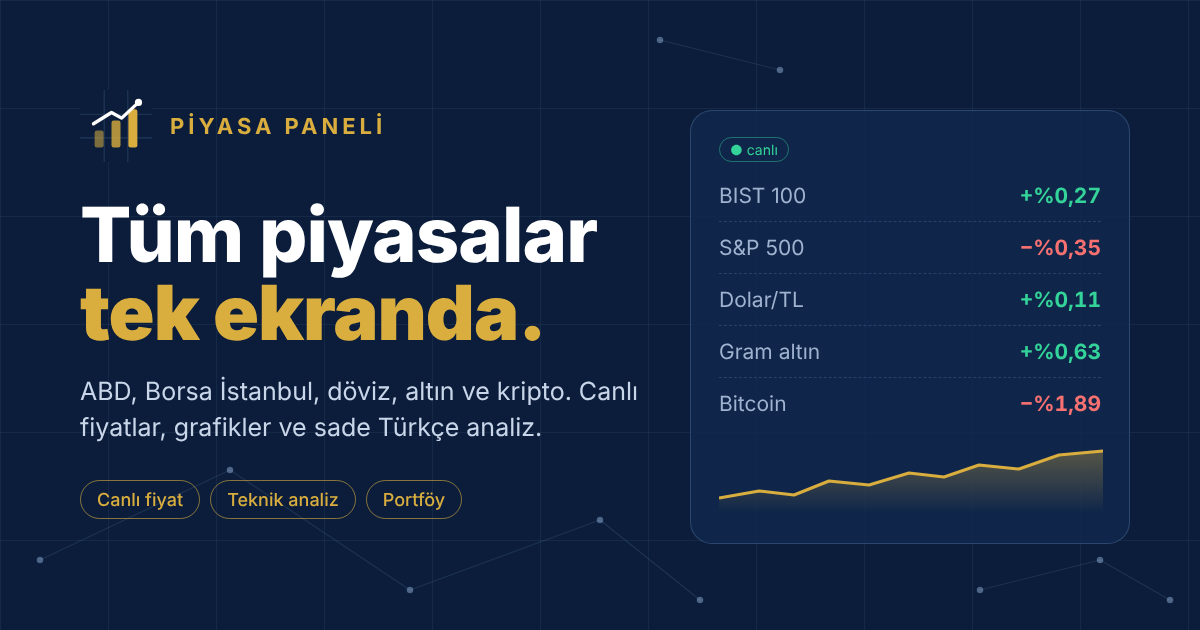 PİYASA PANELİ
Tüm piyasalar
tek ekranda.
ABD, Borsa İstanbul, döviz, altın ve kripto. Canlı
fiyatlar, grafikler ve sade Türkçe analiz.
Canlı fiyat Teknik analiz Portföy
canlı
BIST 100 +%0,27
S&P 500 −%0,35
Dolar/TL +%0,11
Gram altın +%0,63
Bitcoin −%1,89